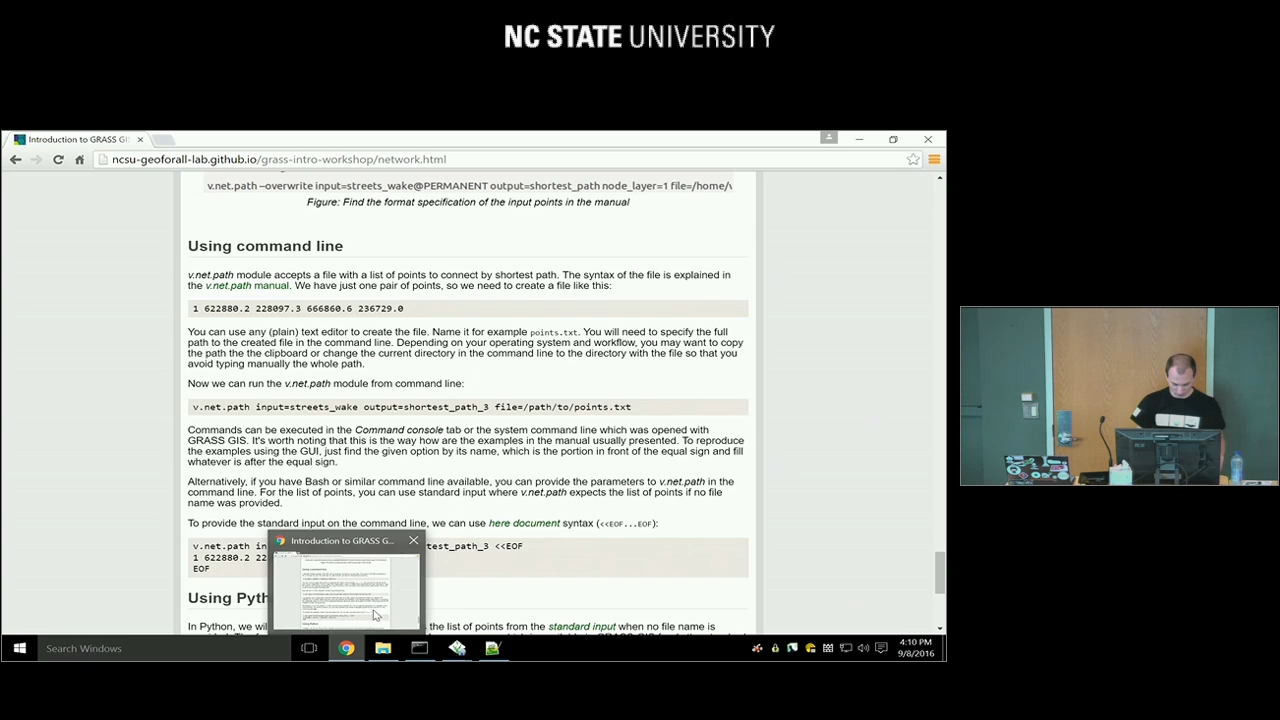 NC STATE UNIVERSITY
Introduction to GRASS GI
ncsu-geoforall-lab.github.io/grass-intro-workshop/network.html
v.net.path --overwrite input=streets_wake@PERMANENT output=shortest_path node_layer=1 file=/home/v
Figure: Find the format specification of the input points in the manual
Using command line
v.net.path module accepts a file with a list of points to connect by shortest path. The syntax of the file is explained in
the v.net.path manual. We have just one pair of points, so we need to create a file like this:
1 622880.2 228097.3 666860.6 236729.0
You can use any (plain) text editor to create the file. Name it for example points.txt. You will need to specify the full
path to the created file in the command line. Depending on your operating system and workflow, you may want to copy
the path the the clipboard or change the current directory in the command line to the directory with the file so that you
avoid typing manually the whole path.
Now we can run the v.net.path module from command line:
v.net.path input=streets_wake output=shortest_path_3 file=/path/to/points.txt
Commands can be executed in the Command console tab or the system command line which was opened with
GRASS GIS. It's worth noting that this is the way how are the examples in the manual usually presented. To reproduce
the examples using the GUI, just find the given option by its name, which is the portion in front of the equal sign and fill
whatever is after the equal sign.
Alternatively, if you have Bash or similar command line available, you can provide the parameters to v.net.path in the
command line. For the list of points, you can use standard input where v.net.path expects the list of points if no file
name was provided.
To provide the standard input on the command line, we can use here document syntax (<<EOF...EOF):
Introduction to GRASS G...
v.net.path in
test_path_3 <<EOF
1 622880.2 22
EOF
Using Pyth
In Python, we wil
the list of points from the standard input when no file name is
Search Windows
4:10 PM
9/8/2016